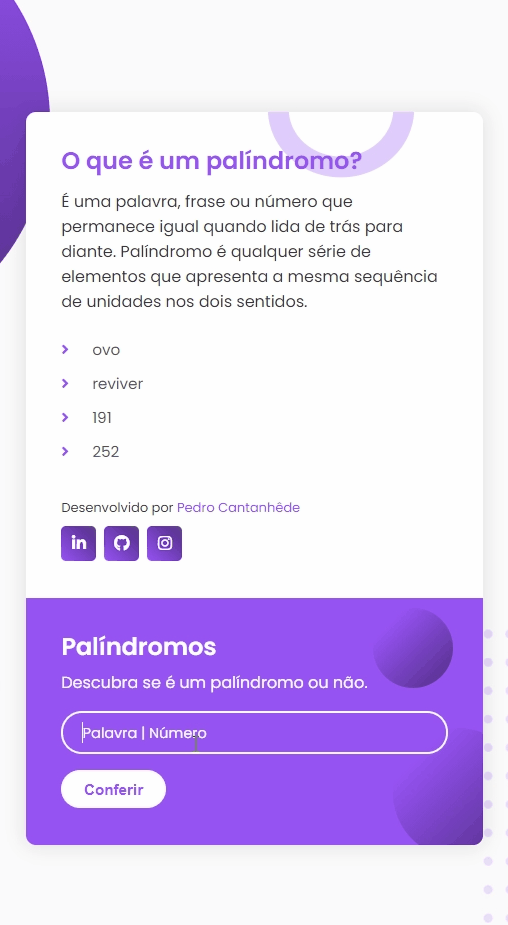 O que é um palíndromo?
É uma palavra, frase ou número que
permanece igual quando lida de trás para
diante. Palíndromo é qualquer série de
elementos que apresenta a mesma sequência
de unidades nos dois sentidos.
ovo
reviver
191
252
Desenvolvido por Pedro Cantanhêde
in
Palíndromos
Descubra se é um palíndromo ou não.
Palavra | Número
Conferir